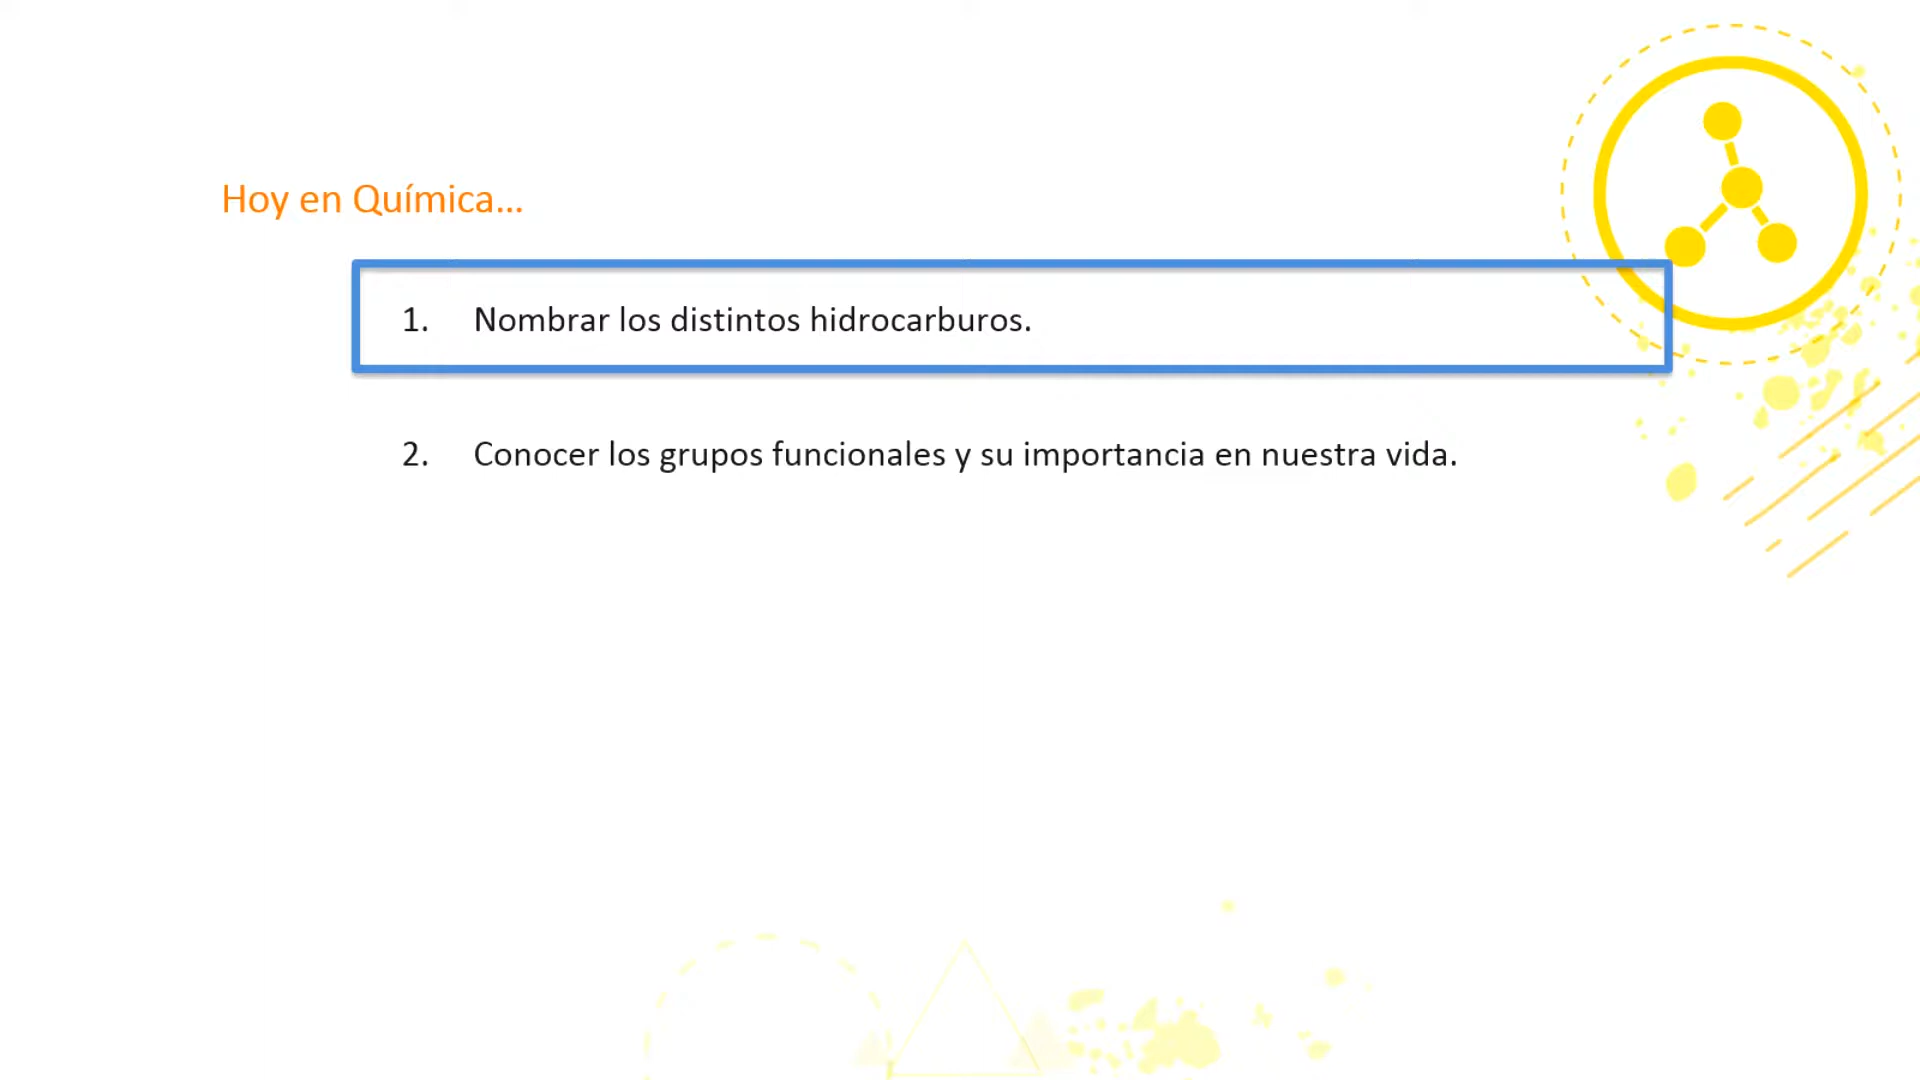 Hoy en Química...
1. Nombrar los distintos hidrocarburos.
2. Conocer los grupos funcionales y su importancia en nuestra vida.